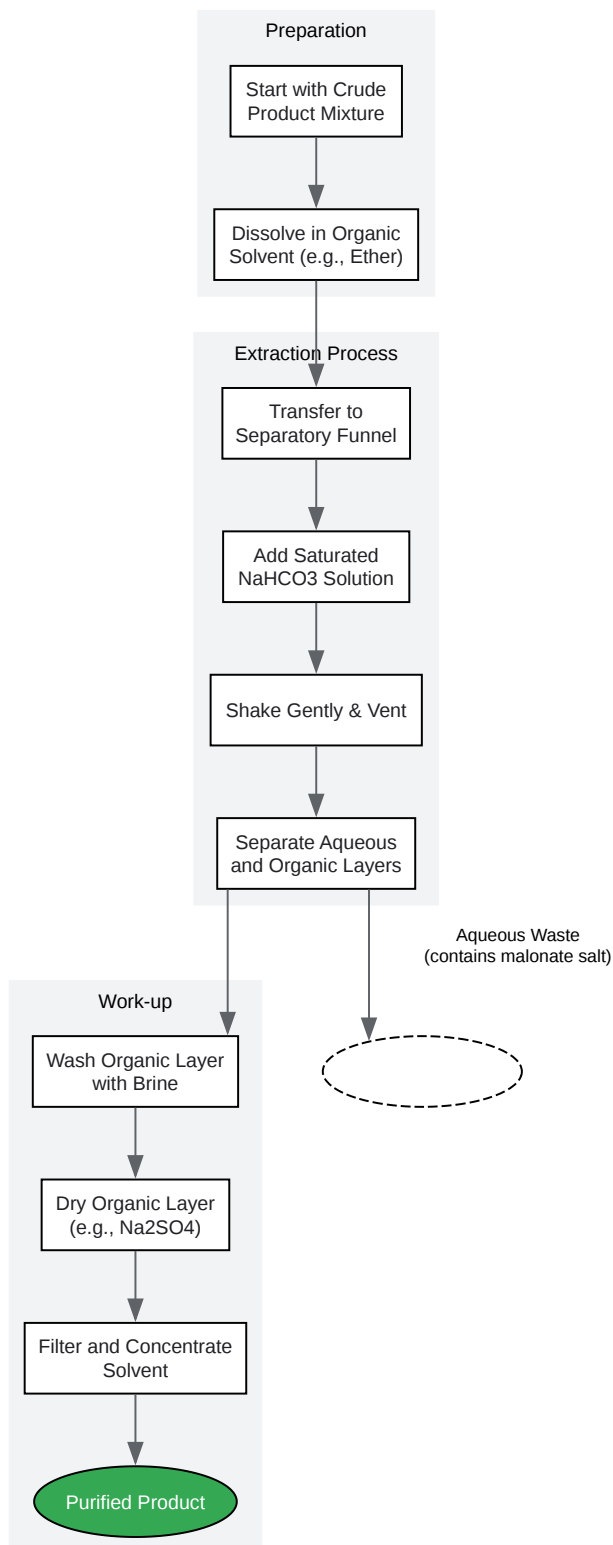 Preparation
Start with Crude
Product Mixture
Dissolve in Organic
Solvent (e.g., Ether)
Extraction Process
Transfer to
Separatory Funnel
Add Saturated
NaHCO3 Solution
Shake Gently & Vent
Separate Aqueous
and Organic Layers
Aqueous Waste
(contains malonate salt)
Work-up
Wash Organic Layer
with Brine
Dry Organic Layer
(e.g., Na2SO4)
Filter and Concentrate
Solvent
Purified Product